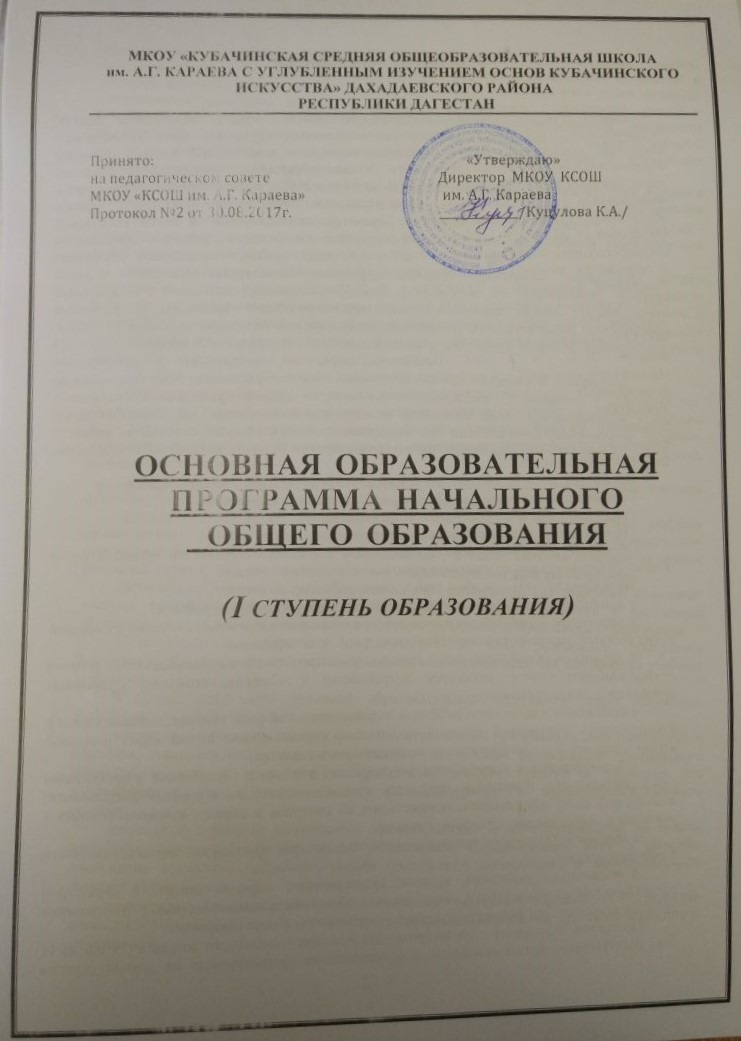 МКОУ «КУБАЧИНСКАЯ СРЕДНЯЯ ОБЩЕОБРАЗОВАТЕЛЬНАЯ ШКОЛА
им. А.Г. КАРАЕВА С УГЛУБЛЕННЫМ ИЗУЧЕНИЕМ ОСНОВ КУБАЧИНСКОГО
ИСКУССТВА» ДАХАДАЕВСКОГО РАЙОНА
РЕСПУБЛИКИ ДАГЕСТАН
Принято:
на педагогическом совете
МКОУ «КСОШ им. А.Г. Караева»
Протокол №2 от 30.08.2017г.
«Утверждаю»
Директор МКОУ КСОШ
им. А.Г. Караева
/Куцулова К.А./
ОСНОВНАЯ ОБРАЗОВАТЕЛЬНАЯ
ПРОГРАММА НАЧАЛЬНОГО
ОБЩЕГО ОБРАЗОВАНИЯ
(I СТУПЕНЬ ОБРАЗОВАНИЯ)